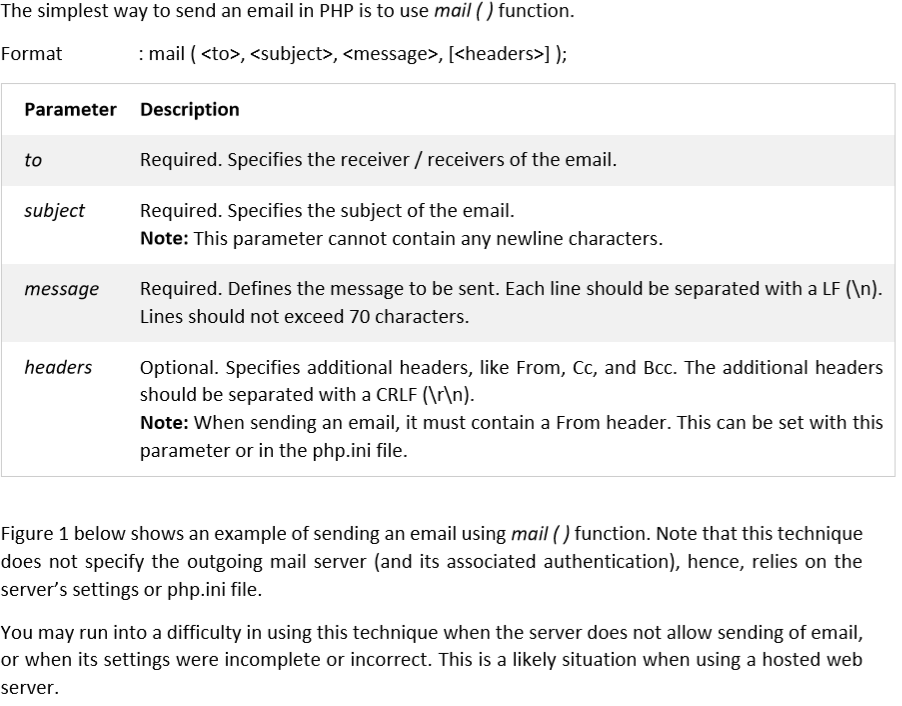 The simplest way to send an email in PHP is to use mail ( ) function.
Format : mail ( <to>, <subject>, <message>, [<headers>] );
Parameter Description
to Required. Specifies the receiver / receivers of the email.
subject Required. Specifies the subject of the email.
Note: This parameter cannot contain any newline characters.
message Required. Defines the message to be sent. Each line should be separated with a LF (\n).
Lines should not exceed 70 characters.
headers Optional. Specifies additional headers, like From, Cc, and Bcc. The additional headers
should be separated with a CRLF (\r\n).
Note: When sending an email, it must contain a From header. This can be set with this
parameter or in the php.ini file.
Figure 1 below shows an example of sending an email using mail ( ) function. Note that this technique
does not specify the outgoing mail server (and its associated authentication), hence, relies on the
server’s settings or php.ini file.
You may run into a difficulty in using this technique when the server does not allow sending of email,
or when its settings were incomplete or incorrect. This is a likely situation when using a hosted web
server.